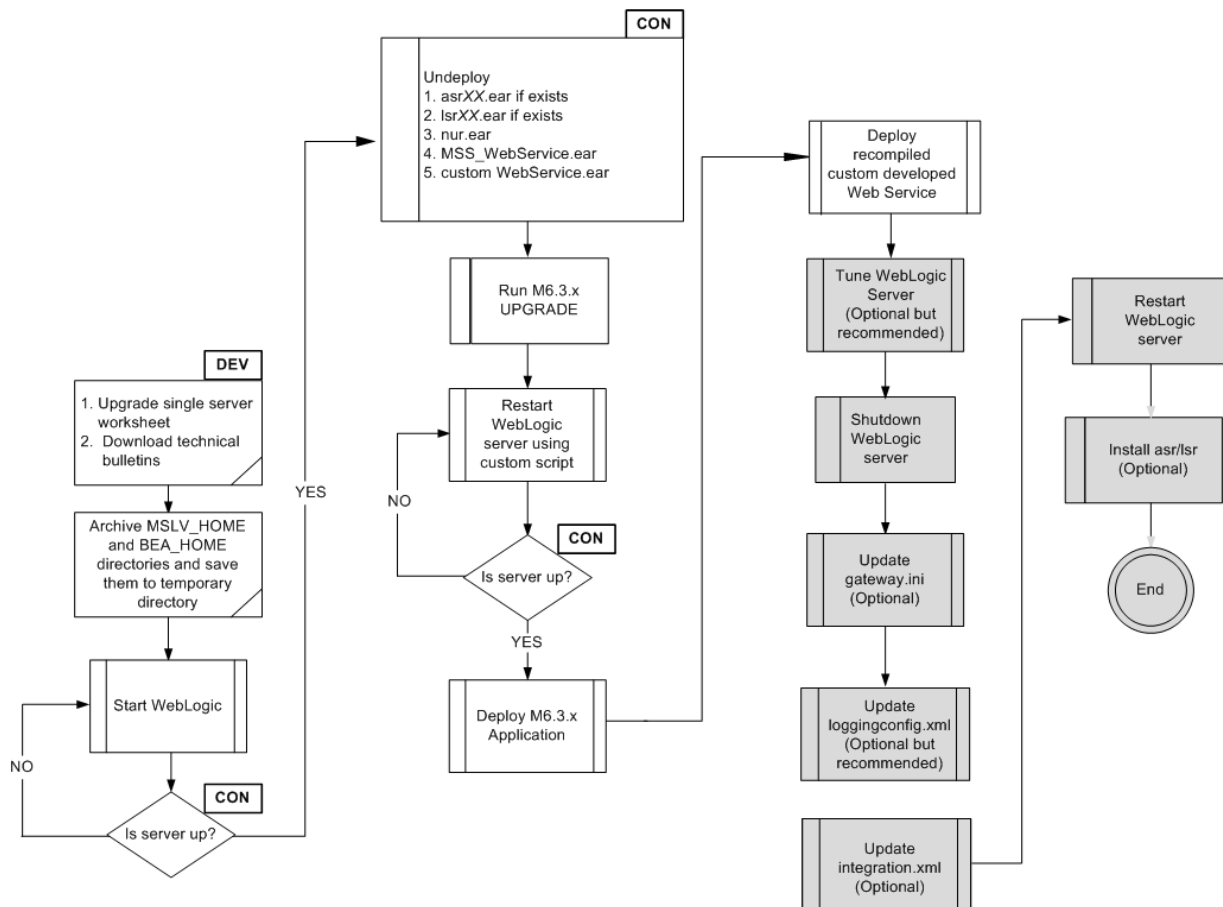 DEV
1. Upgrade single server
worksheet
2. Download technical
bulletins
Archive MSLV_HOME
and BEA_HOME
directories and save
them to temporary
directory
Start WebLogic
NO
CON
Is server up?
YES
CON
Undeploy
1. asrXX.ear if exists
2. lsrXX.ear if exists
3. nur.ear
4. MSS_WebService.ear
5. custom WebService.ear
Run M6.3.x
UPGRADE
Restart
WebLogic
server using
custom script
NO
CON
Is server up?
YES
Deploy M6.3.x
Application
Deploy
recompiled
custom developed
Web Service
Tune WebLogic
Server
(Optional but
recommended)
Shutdown
WebLogic
server
Update
gateway.ini
(Optional)
Update
loggingconfig.xml
(Optional but
recommended)
Update
integration.xml
(Optional)
Restart
WebLogic
server
Install asr/lsr
(Optional)
End